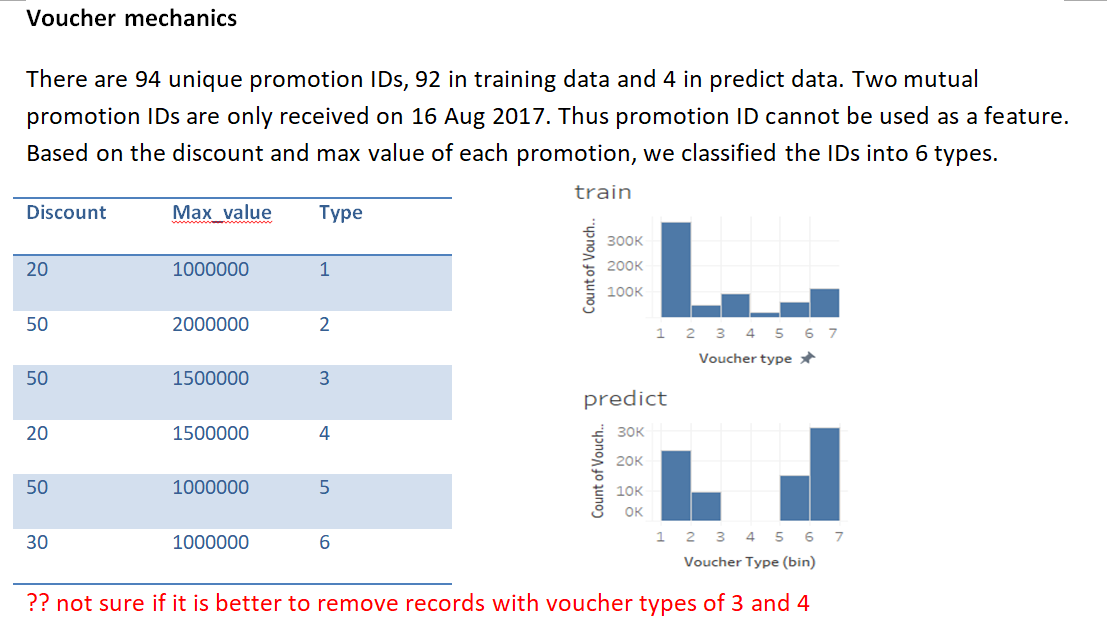 Voucher mechanics
There are 94 unique promotion IDs, 92 in training data and 4 in predict data. Two mutual
promotion IDs are only received on 16 Aug 2017. Thus promotion ID cannot be used as a feature.
Based on the discount and max value of each promotion, we classified the IDs into 6 types.
Discount Max_value Type
20 1000000 1
50 2000000 2
50 1500000 3
20 1500000 4
50 1000000 5
30 1000000 6
train
Count of Vouch..
300K
200K
100K
1 2 3 4 5 6 7
Voucher type
predict
Count of Vouch..
30K
20K
10K
0K
1 2 3 4 5 6 7
Voucher Type (bin)
?? not sure if it is better to remove records with voucher types of 3 and 4